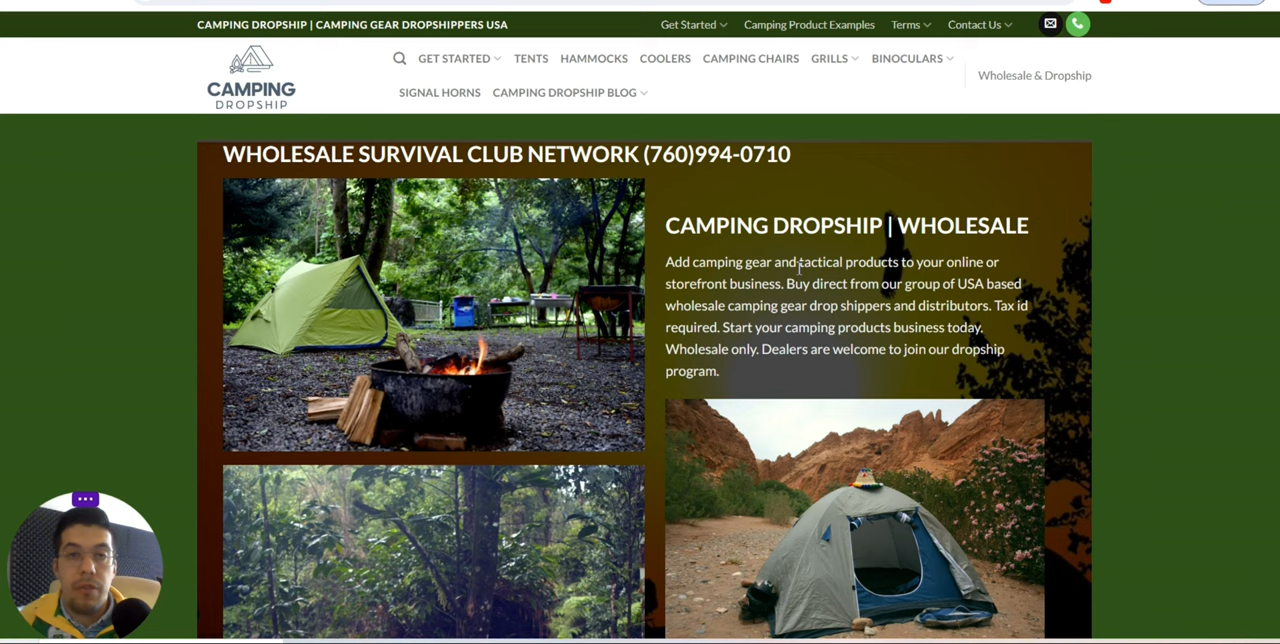 CAMPING DROPSHIP | CAMPING GEAR DROPSHIPPERS USA
Get Started
Camping Product Examples
Terms
Contact Us
CAMPING
DROPSHIP
GET STARTED
TENTS
HAMMOCKS
COOLERS
CAMPING CHAIRS
GRILLS
BINOCULARS
Wholesale & Dropship
SIGNAL HORNS
CAMPING DROPSHIP BLOG
WHOLESALE SURVIVAL CLUB NETWORK (760)994-0710
CAMPING DROPSHIP | WHOLESALE
Add camping gear and tactical products to your online or
storefront business. Buy direct from our group of USA based
wholesale camping gear drop shippers and distributors. Tax id
required. Start your camping products business today.
Wholesale only. Dealers are welcome to join our dropship
program.